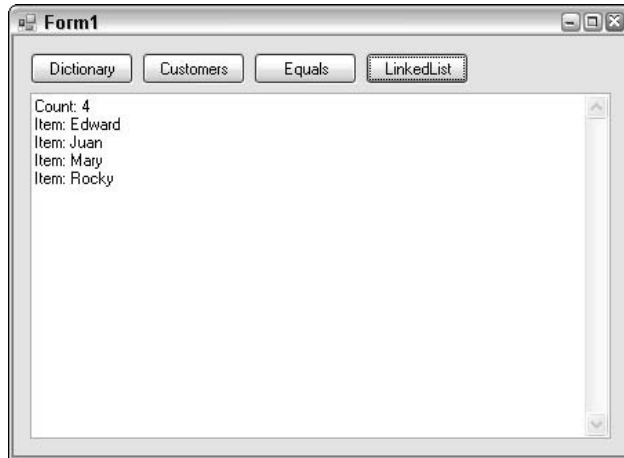 Form1
Dictionary Customers Equals LinkedList
Count: 4
Item: Edward
Item: Juan
Item: Mary
Item: Rocky